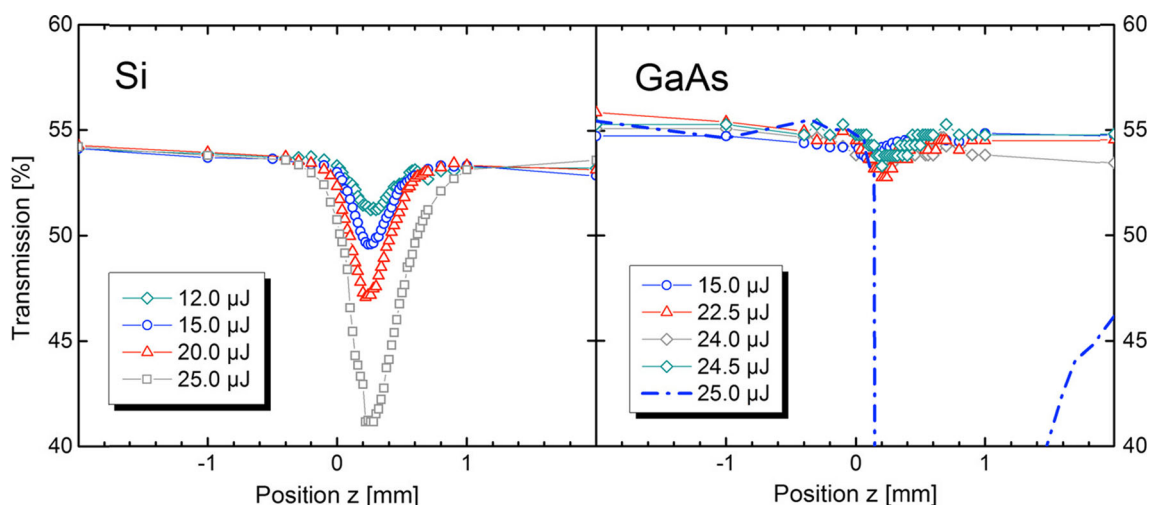 60
55
50
45
40
Transmission [%]
Si
12.0 µJ
15.0 µJ
20.0 µJ
25.0 µJ
-1
0
1
Position z [mm]
GaAs
15.0 µJ
22.5 µJ
24.0 µJ
24.5 µJ
25.0 µJ
-1
0
1
Position z [mm]
60
55
50
45
40